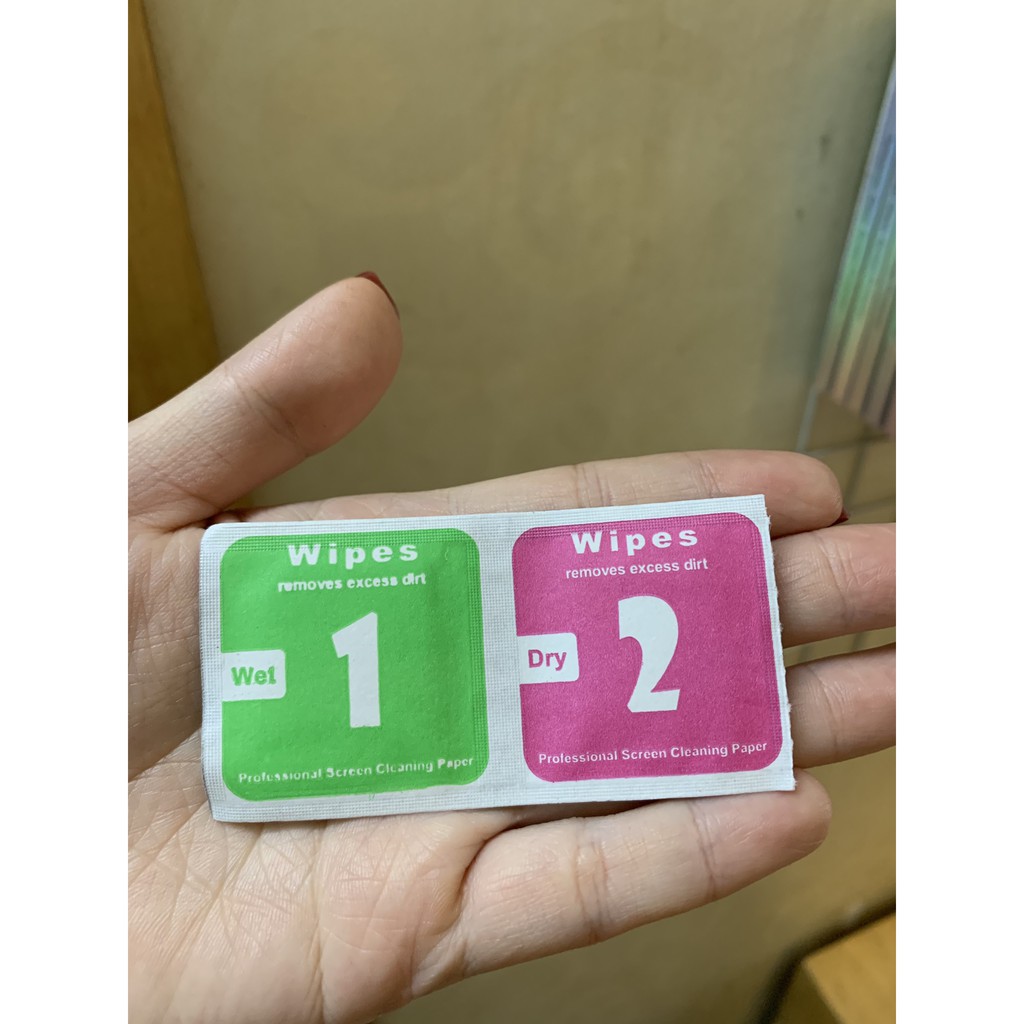 Wipes
removes excess dirt
1
Wet
Professional Screen Cleaning Paper
Wipes
removes excess dirt
2
Dry
Professional Screen Cleaning Paper